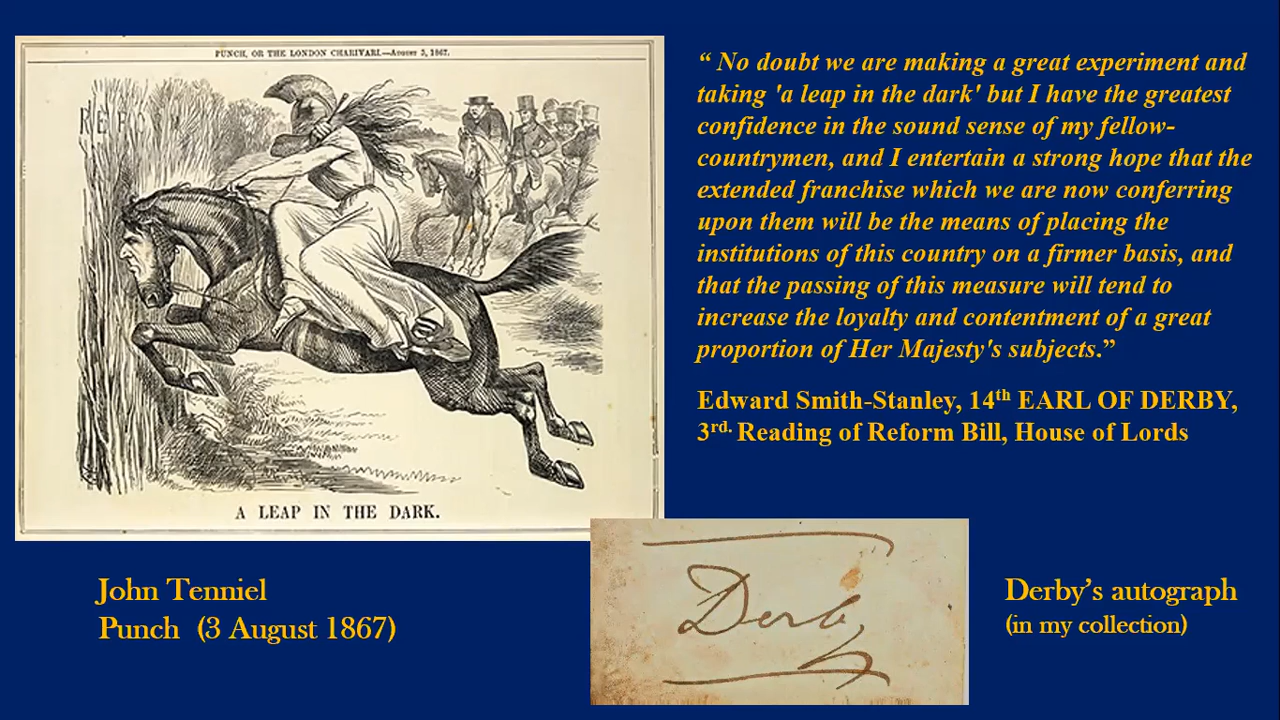 PUNCH, OR THE LONDON CHARIVARI.—August 3, 1867.
A LEAP IN THE DARK.
“ No doubt we are making a great experiment and
taking 'a leap in the dark' but I have the greatest
confidence in the sound sense of my fellow-
countrymen, and I entertain a strong hope that the
extended franchise which we are now conferring
upon them will be the means of placing the
institutions of this country on a firmer basis, and
that the passing of this measure will tend to
increase the loyalty and contentment of a great
proportion of Her Majesty's subjects.”
Edward Smith-Stanley, 14th EARL OF DERBY,
3rd. Reading of Reform Bill, House of Lords
John Tenniel
Punch (3 August 1867)
Derby
Derby’s autograph
(in my collection)